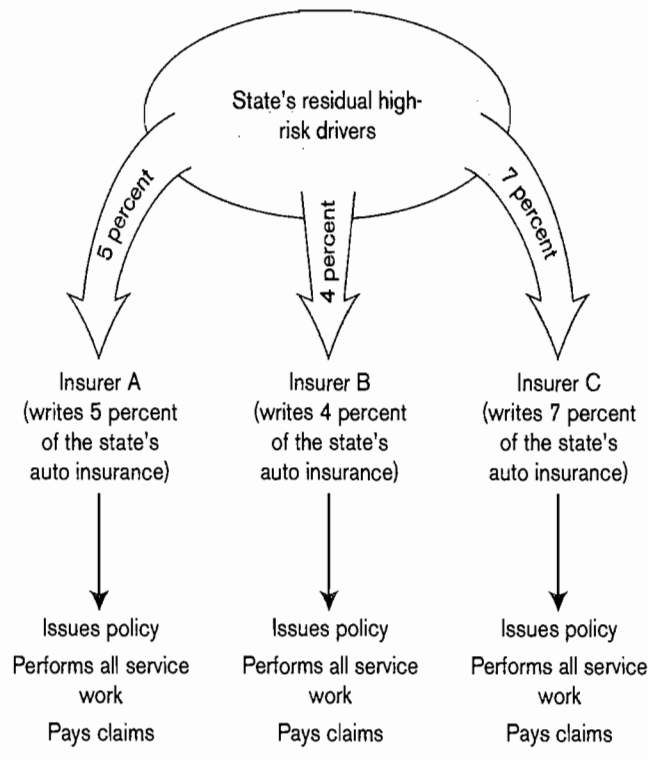 State's residual high-
risk drivers
5 percent
4 percent
7 percent
Insurer A
(writes 5 percent
of the state's
auto insurance)
Insurer B
(writes 4 percent
of the state's
auto insurance)
Insurer C
(writes 7 percent
of the state's
auto insurance)
Issues policy
Performs all service
work
Pays claims
Issues policy
Performs all service
work
Pays claims
Issues policy
Performs all service
work
Pays claims